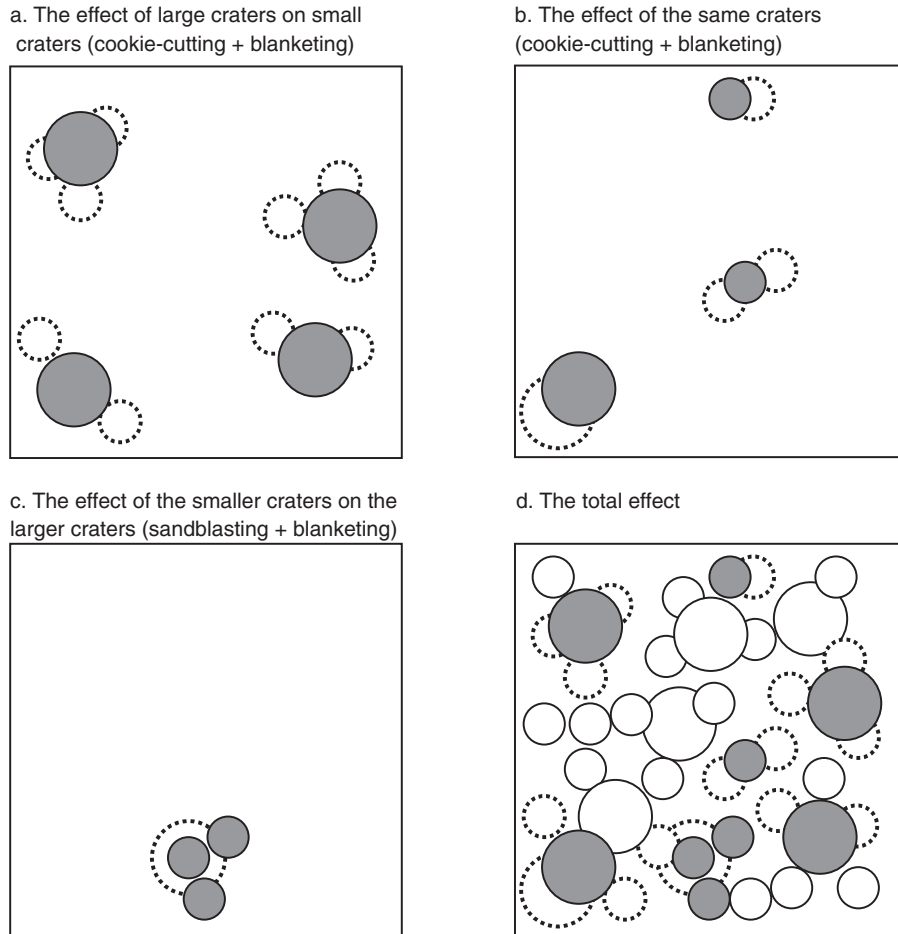 a. The effect of large craters on small
craters (cookie-cutting + blanketing)
b. The effect of the same craters
(cookie-cutting + blanketing)
c. The effect of the smaller craters on the
larger craters (sandblasting + blanketing)
d. The total effect